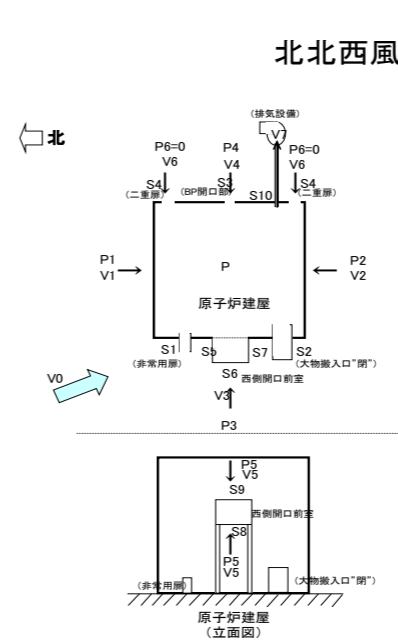 北北西風
北
（排気設備）
V7
P6=0
V6
P4
V4
P6=0
V6
S4
（二重扉）
S3
（BP開口部）
S10
S4
（二重扉）
P1
V1
P
P2
V2
原子炉建屋
S1
S5
S7
S2
（非常用扉）
（大物搬入口”閉”）
S6
西側開口前室
V0
V3
P3
P5
V5
S9
西側開口前室
S8
P5
V5
（非常用扉）
（大物搬入口”閉”）
原子炉建屋
（立面図）